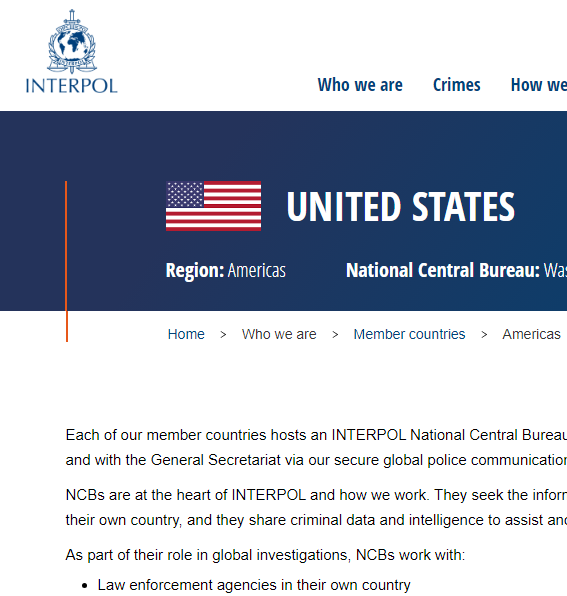 INTERPOL
Who we are Crimes How we
UNITED STATES
Region: Americas National Central Bureau: Was
Home > Who we are > Member countries > Americas
Each of our member countries hosts an INTERPOL National Central Bureau
and with the General Secretariat via our secure global police communication
NCBs are at the heart of INTERPOL and how we work. They seek the inform
their own country, and they share criminal data and intelligence to assist and
As part of their role in global investigations, NCBs work with:
• Law enforcement agencies in their own country